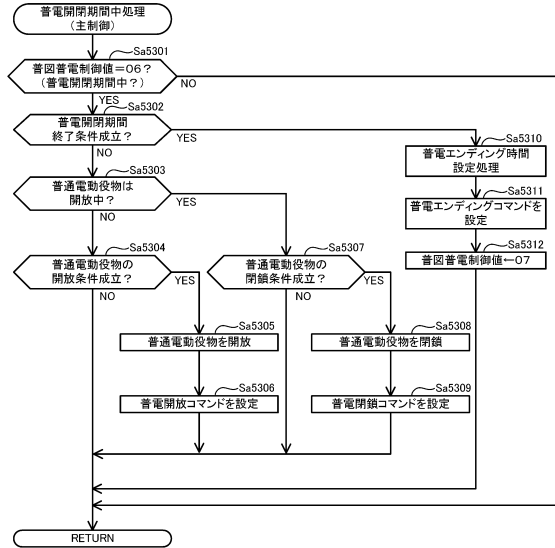 普電開閉期間中処理
(主制御)
Sa5301
普図普電制御値=06?
(普電開閉期間中?)
NO
YES
Sa5302
普電開閉期間
終了条件成立?
YES
NO
Sa5310
普電エンディング時間
設定処理
Sa5303
普通電動役物は
開放中?
YES
NO
Sa5311
普電エンディングコマンドを
設定
Sa5304
普通電動役物の
開放条件成立?
YES
NO
Sa5307
普通電動役物の
閉鎖条件成立?
YES
NO
Sa5312
普図普電制御値←07
Sa5305
普通電動役物を開放
Sa5308
普通電動役物を閉鎖
Sa5306
普電開放コマンドを設定
Sa5309
普電閉鎖コマンドを設定
RETURN